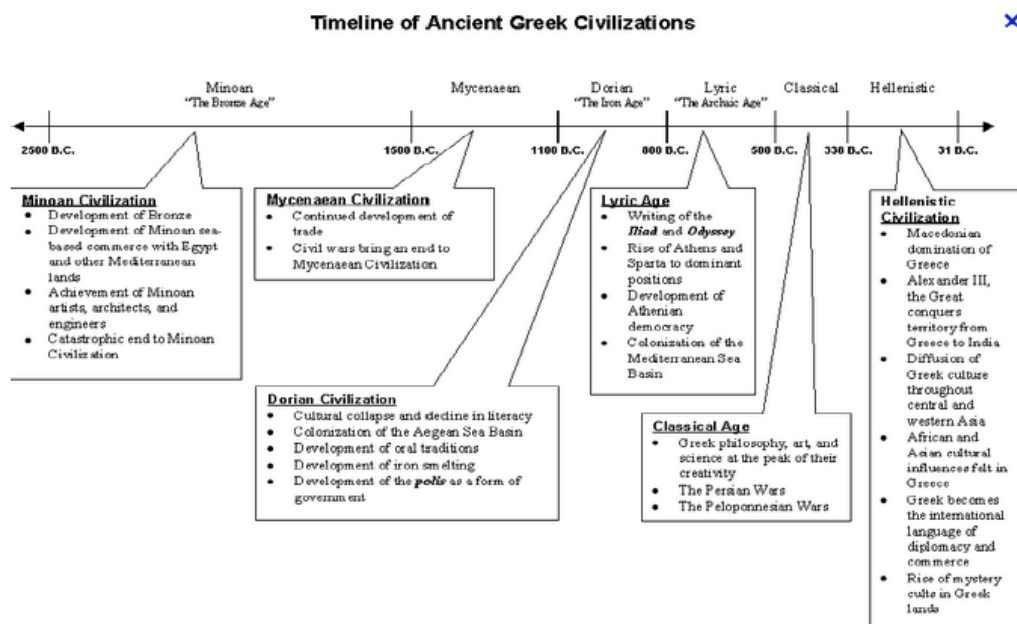 Timeline of Ancient Greek Civilizations
Minoan
"The Bronze Age"
Mycenaean
Dorian
"The Iron Age"
Lyric
"The Archaic Age"
Classical
Hellenistic
2500 B.C.
1500 B.C.
1100 B.C.
800 B.C.
500 B.C.
330 B.C.
31 B.C.
Minoan Civilization
• Development of Bronze
• Development of Minoan sea-
based commerce with Egypt
and other Mediterranean
lands
• Achievement of Minoan
artists, architects, and
engineers
• Catastrophic end to Minoan
Civilization
Mycenaean Civilization
• Continued development of
trade
• Civil wars bring an end to
Mycenaean Civilization
Dorian Civilization
• Cultural collapse and decline in literacy
• Colonization of the Aegean Sea Basin
• Development of oral traditions
• Development of iron smelting
• Development of the polis as a form of
government
Lyric Age
• Writing of the
Iliad and Odyssey
• Rise of Athens and
Sparta to dominant
positions
• Development of
Athenian
democracy
• Colonization of the
Mediterranean Sea
Basin
Classical Age
• Greek philosophy, art, and
science at the peak of their
creativity
• The Persian Wars
• The Peloponnesian Wars
Hellenistic
Civilization
• Macedonian
domination of
Greece
• Alexander III,
the Great
conquers
territory from
Greece to India
• Diffusion of
Greek culture
throughout
central and
western Asia
• African and
Asian cultural
influences felt in
Greece
• Greek becomes
the international
language of
diplomacy and
commerce
• Rise of mystery
cults in Greek
lands